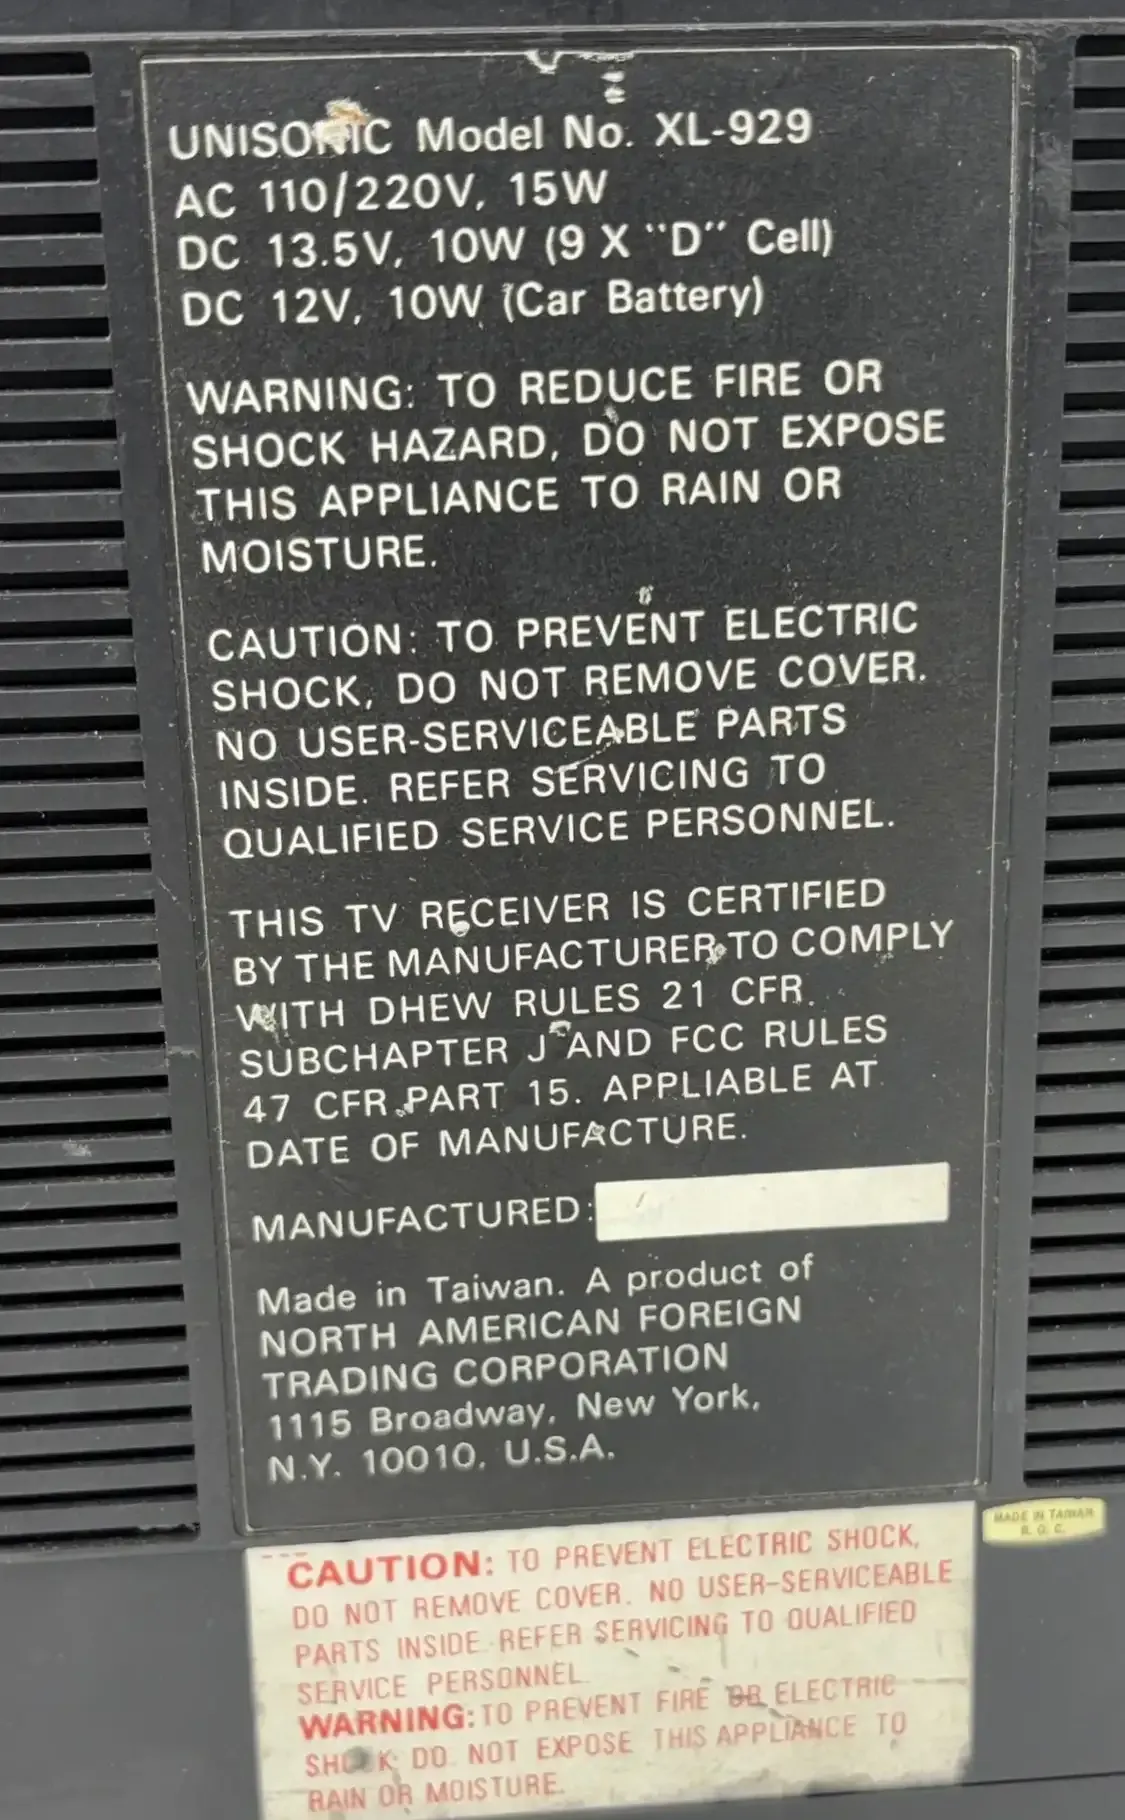 UNISONIC Model No. XL-929
AC 110/220V, 15W
DC 13.5V, 10W (9 X "D" Cell)
DC 12V, 10W (Car Battery)
WARNING: TO REDUCE FIRE OR
SHOCK HAZARD, DO NOT EXPOSE
THIS APPLIANCE TO RAIN OR
MOISTURE.
CAUTION: TO PREVENT ELECTRIC
SHOCK, DO NOT REMOVE COVER.
NO USER-SERVICEABLE PARTS
INSIDE. REFER SERVICING TO
QUALIFIED SERVICE PERSONNEL.
THIS TV RECEIVER IS CERTIFIED
BY THE MANUFACTURER TO COMPLY
WITH DHEW RULES 21 CFR.
SUBCHAPTER J AND FCC RULES
47 CFR PART 15. APPLIABLE AT
DATE OF MANUFACTURE.
MANUFACTURED:
Made in Taiwan. A product of
NORTH AMERICAN FOREIGN
TRADING CORPORATION
1115 Broadway, New York,
N.Y. 10010, U.S.A.
MADE IN TAIWAN
R. O. C.
CAUTION: TO PREVENT ELECTRIC SHOCK,
DO NOT REMOVE COVER. NO USER-SERVICEABLE
PARTS INSIDE REFER SERVICING TO QUALIFIED
SERVICE PERSONNEL
WARNING: TO PREVENT FIRE OR ELECTRIC
SHOCK: DO NOT EXPOSE THIS APPLIANCE TO
RAIN OR MOISTURE.